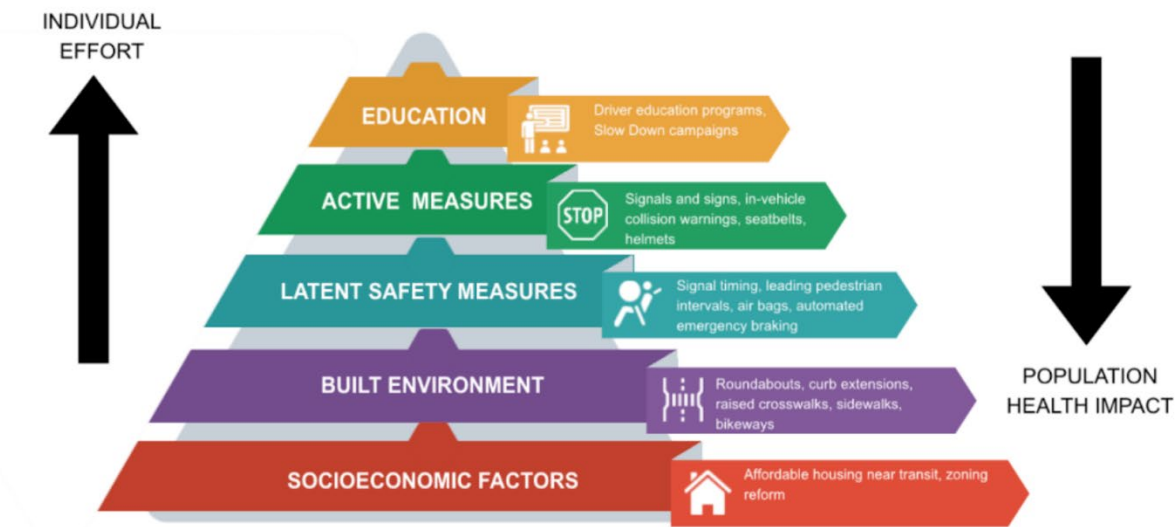 INDIVIDUAL
EFFORT
EDUCATION
Driver education programs,
Slow Down campaigns
ACTIVE MEASURES
STOP
Signals and signs, in-vehicle
collision warnings, seatbelts,
helmets
LATENT SAFETY MEASURES
Signal timing, leading pedestrian
intervals, air bags, automated
emergency braking
BUILT ENVIRONMENT
Roundabouts, curb extensions,
raised crosswalks, sidewalks,
bikeways
SOCIOECONOMIC FACTORS
Affordable housing near transit, zoning
reform
POPULATION
HEALTH IMPACT